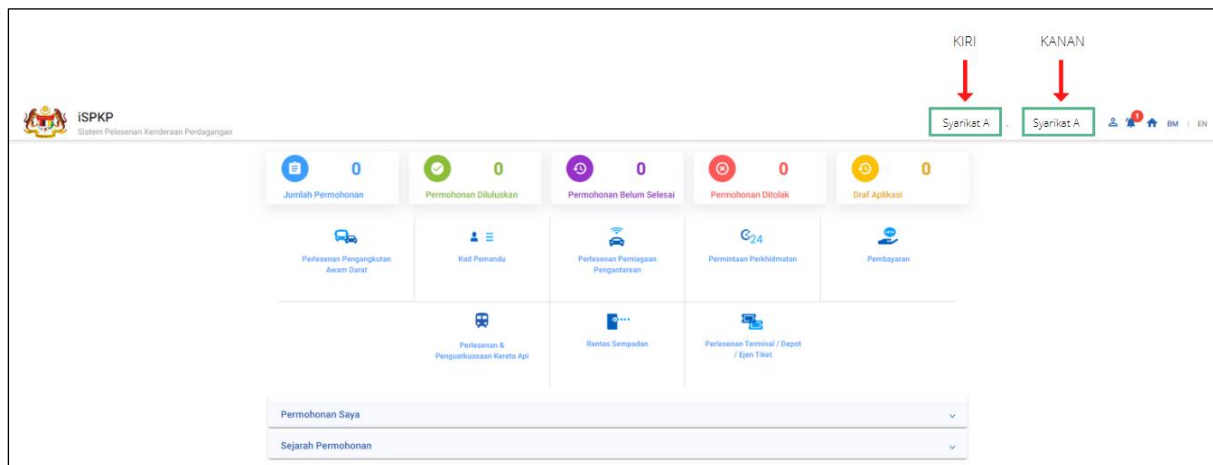 KIRI KANAN
iSPKP
Sistem Pelesenan Kenderaan Perdagangan
Syarikat A - Syarikat A 1 BM | EN
0 0 0 0 0
Jumlah Permohonan Permohonan Diluluskan Permohonan Belum Selesai Permohonan Ditolak Draf Aplikasi
24
Perlesenan Pengangkutan Kad Pemandu Perlesenan Perniagaan Permintaan Perkhidmatan Pembayaran
Awam Darat Pengantaraan
Perlesenan & Rentas Sempadan Perlesenan Terminal / Depot
Penguatkuasaan Kereta Api / Ejen Tiket
Permohonan Saya
Sejarah Permohonan